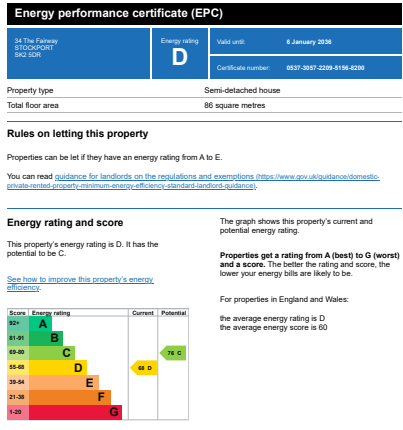 Energy performance certificate (EPC)
34 The Fairway
STOCKPORT
SK2 5DR
Energy rating
D
Valid until: 6 January 2036
Certificate number: 0537-3057-2209-5156-8200
Property type Semi-detached house
Total floor area 86 square metres
Rules on letting this property
Properties can be let if they have an energy rating from A to E.
You can read guidance for landlords on the regulations and exemptions (https://www.gov.uk/guidance/domestic-
private-rented-property-minimum-energy-efficiency-standard-landlord-guidance).
Energy rating and score
This property's energy rating is D. It has the
potential to be C.
See how to improve this property's energy
efficiency.
Score Energy rating Current Potential
92+ A
81-91 B
69-80 C 76 C
55-68 D 68 D
39-54 E
21-38 F
1-20 G
The graph shows this property's current and
potential energy rating.
Properties get a rating from A (best) to G (worst)
and a score. The better the rating and score, the
lower your energy bills are likely to be.
For properties in England and Wales:
the average energy rating is D
the average energy score is 60